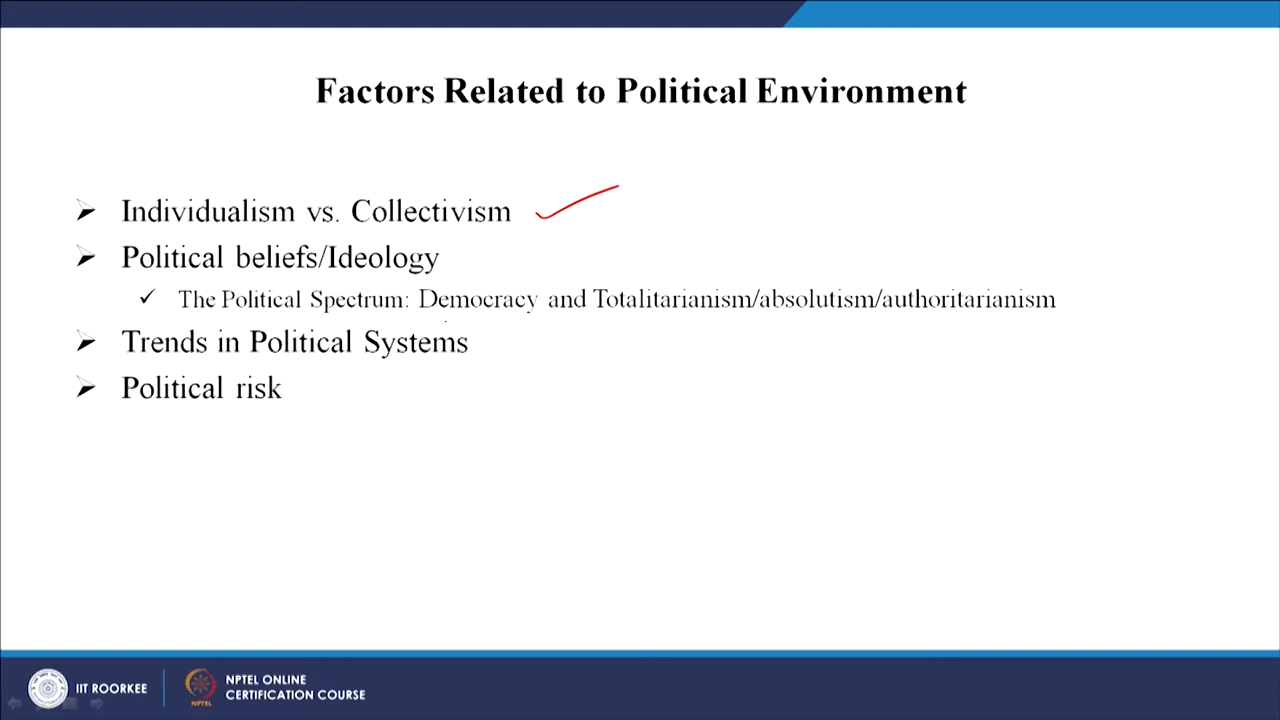 Factors Related to Political Environment
Individualism vs. Collectivism
Political beliefs/Ideology
The Political Spectrum: Democracy and Totalitarianism/absolutism/authoritarianism
Trends in Political Systems
Political risk
IIT ROORKEE
NPTEL ONLINE
CERTIFICATION COURSE
NPTEL